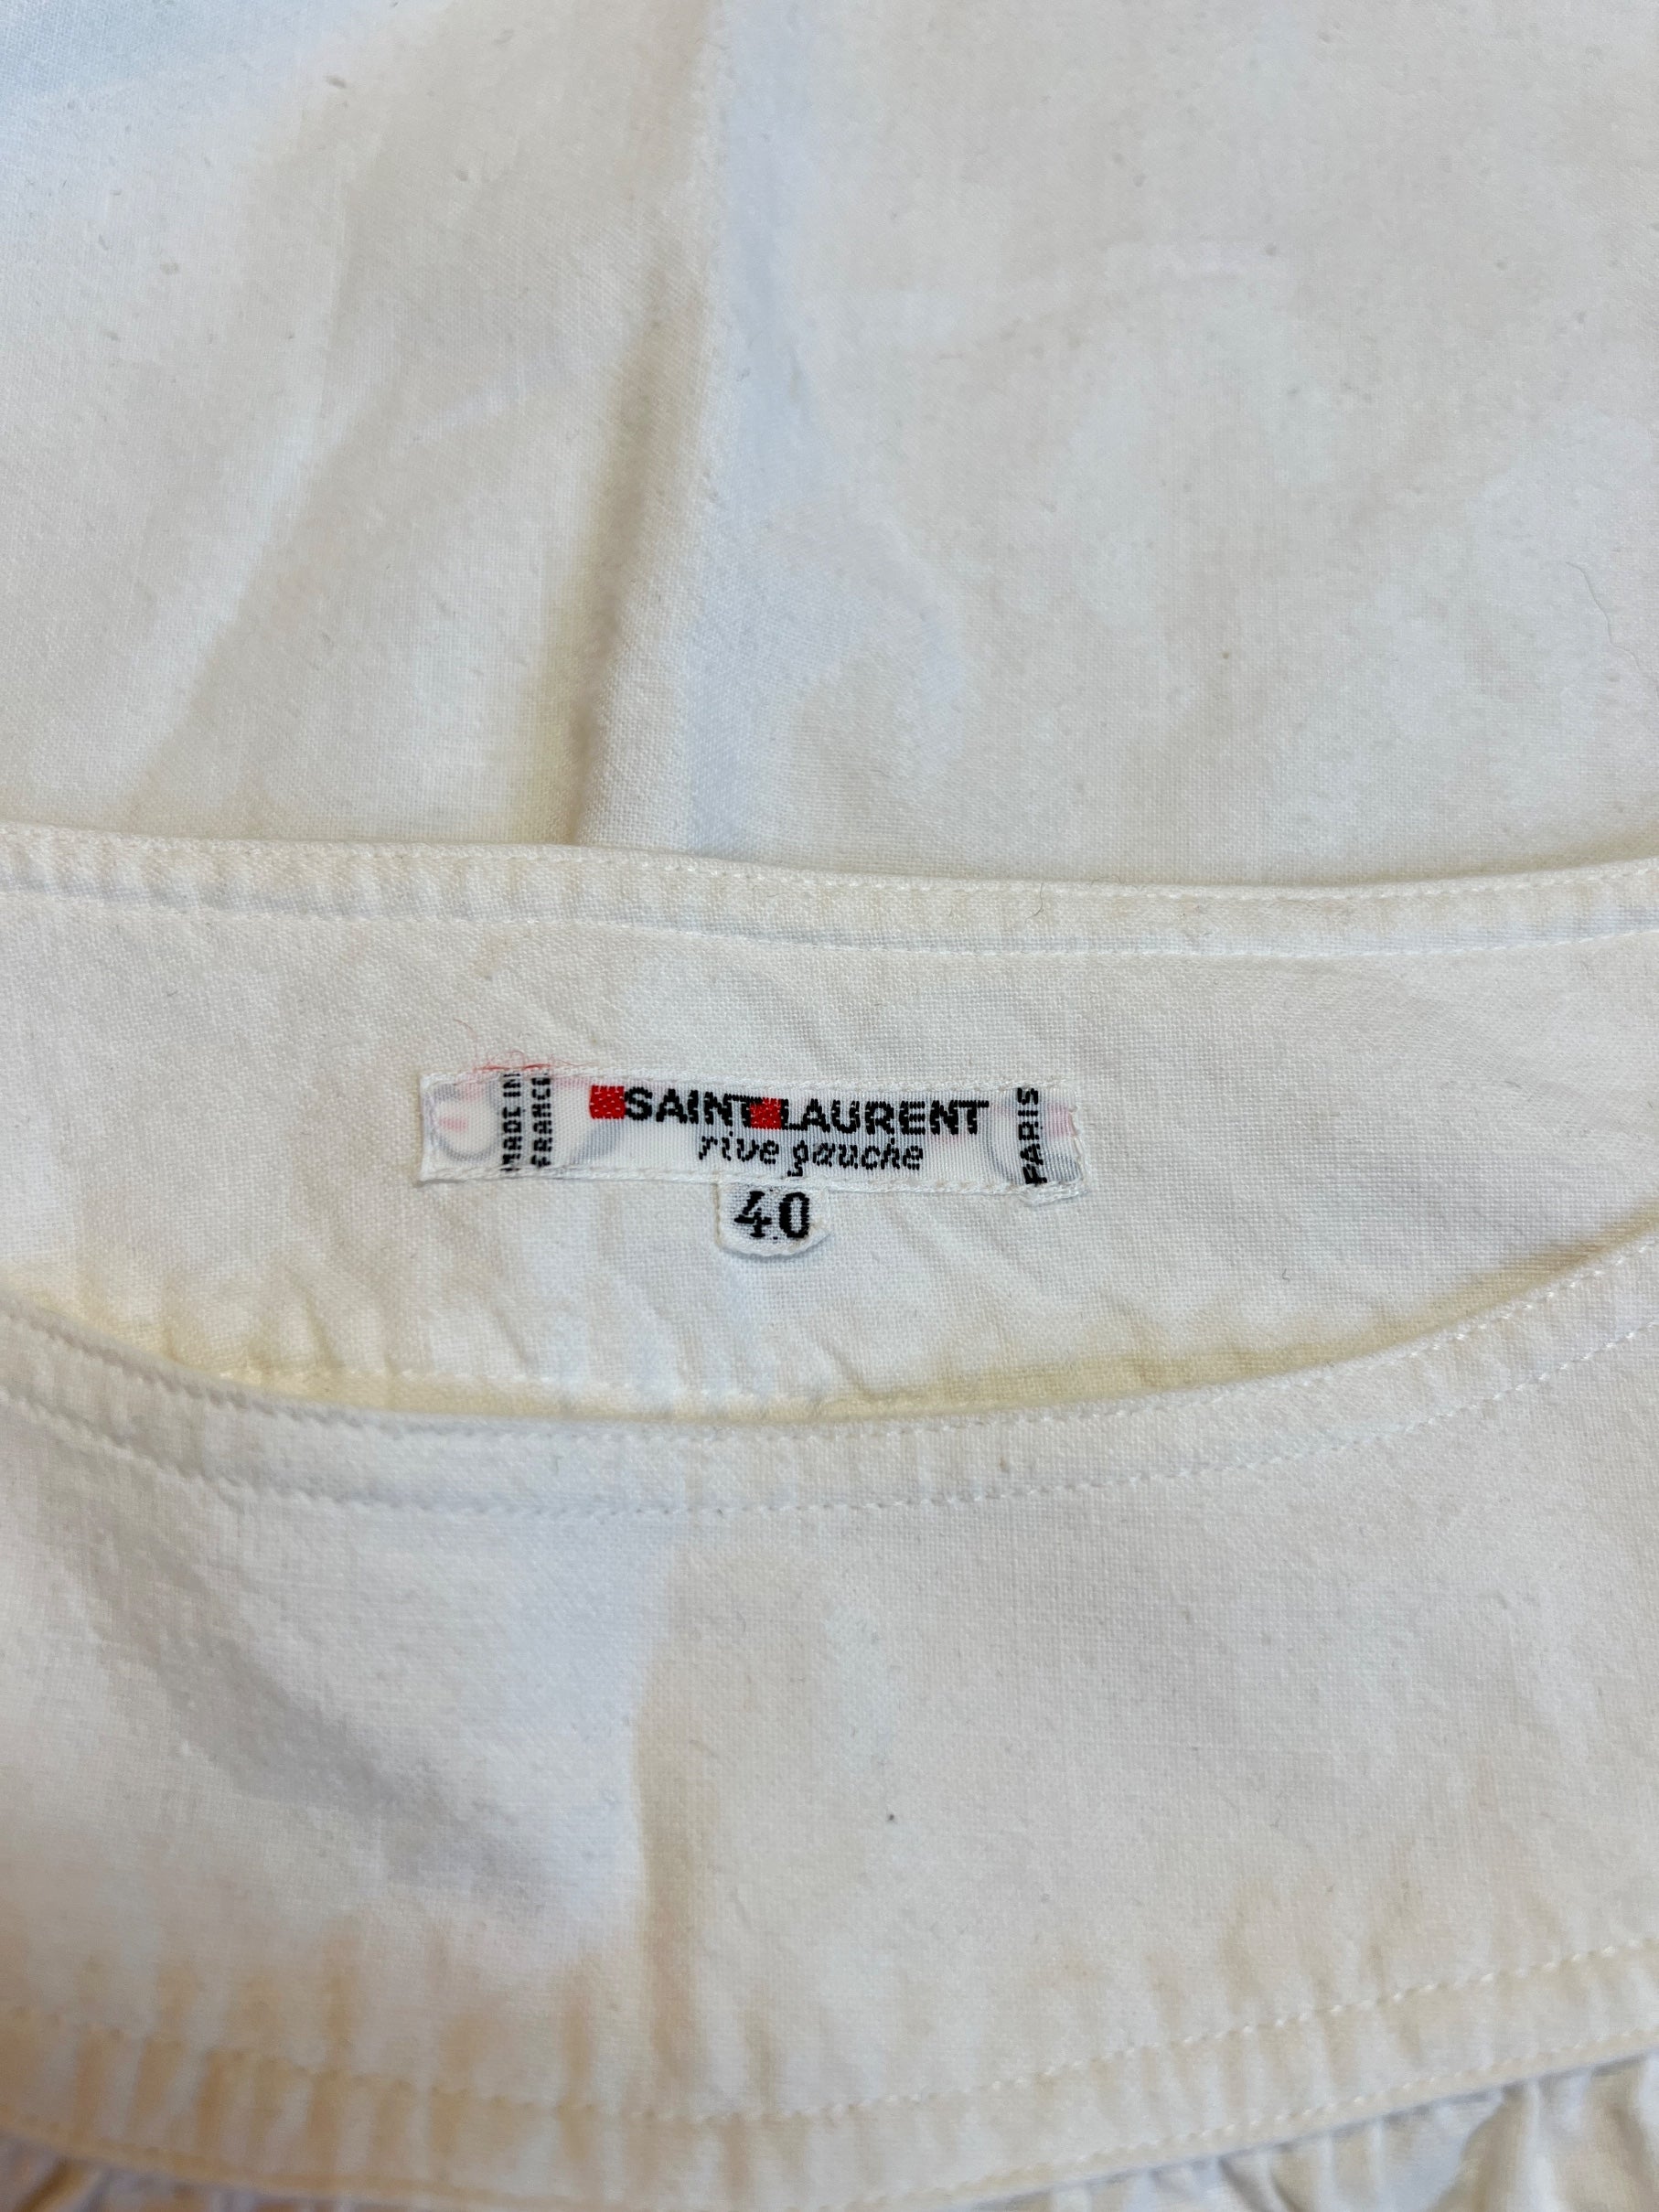 MADE IN
FRANCE
SAINT LAURENT
rive gauche
PARIS
40